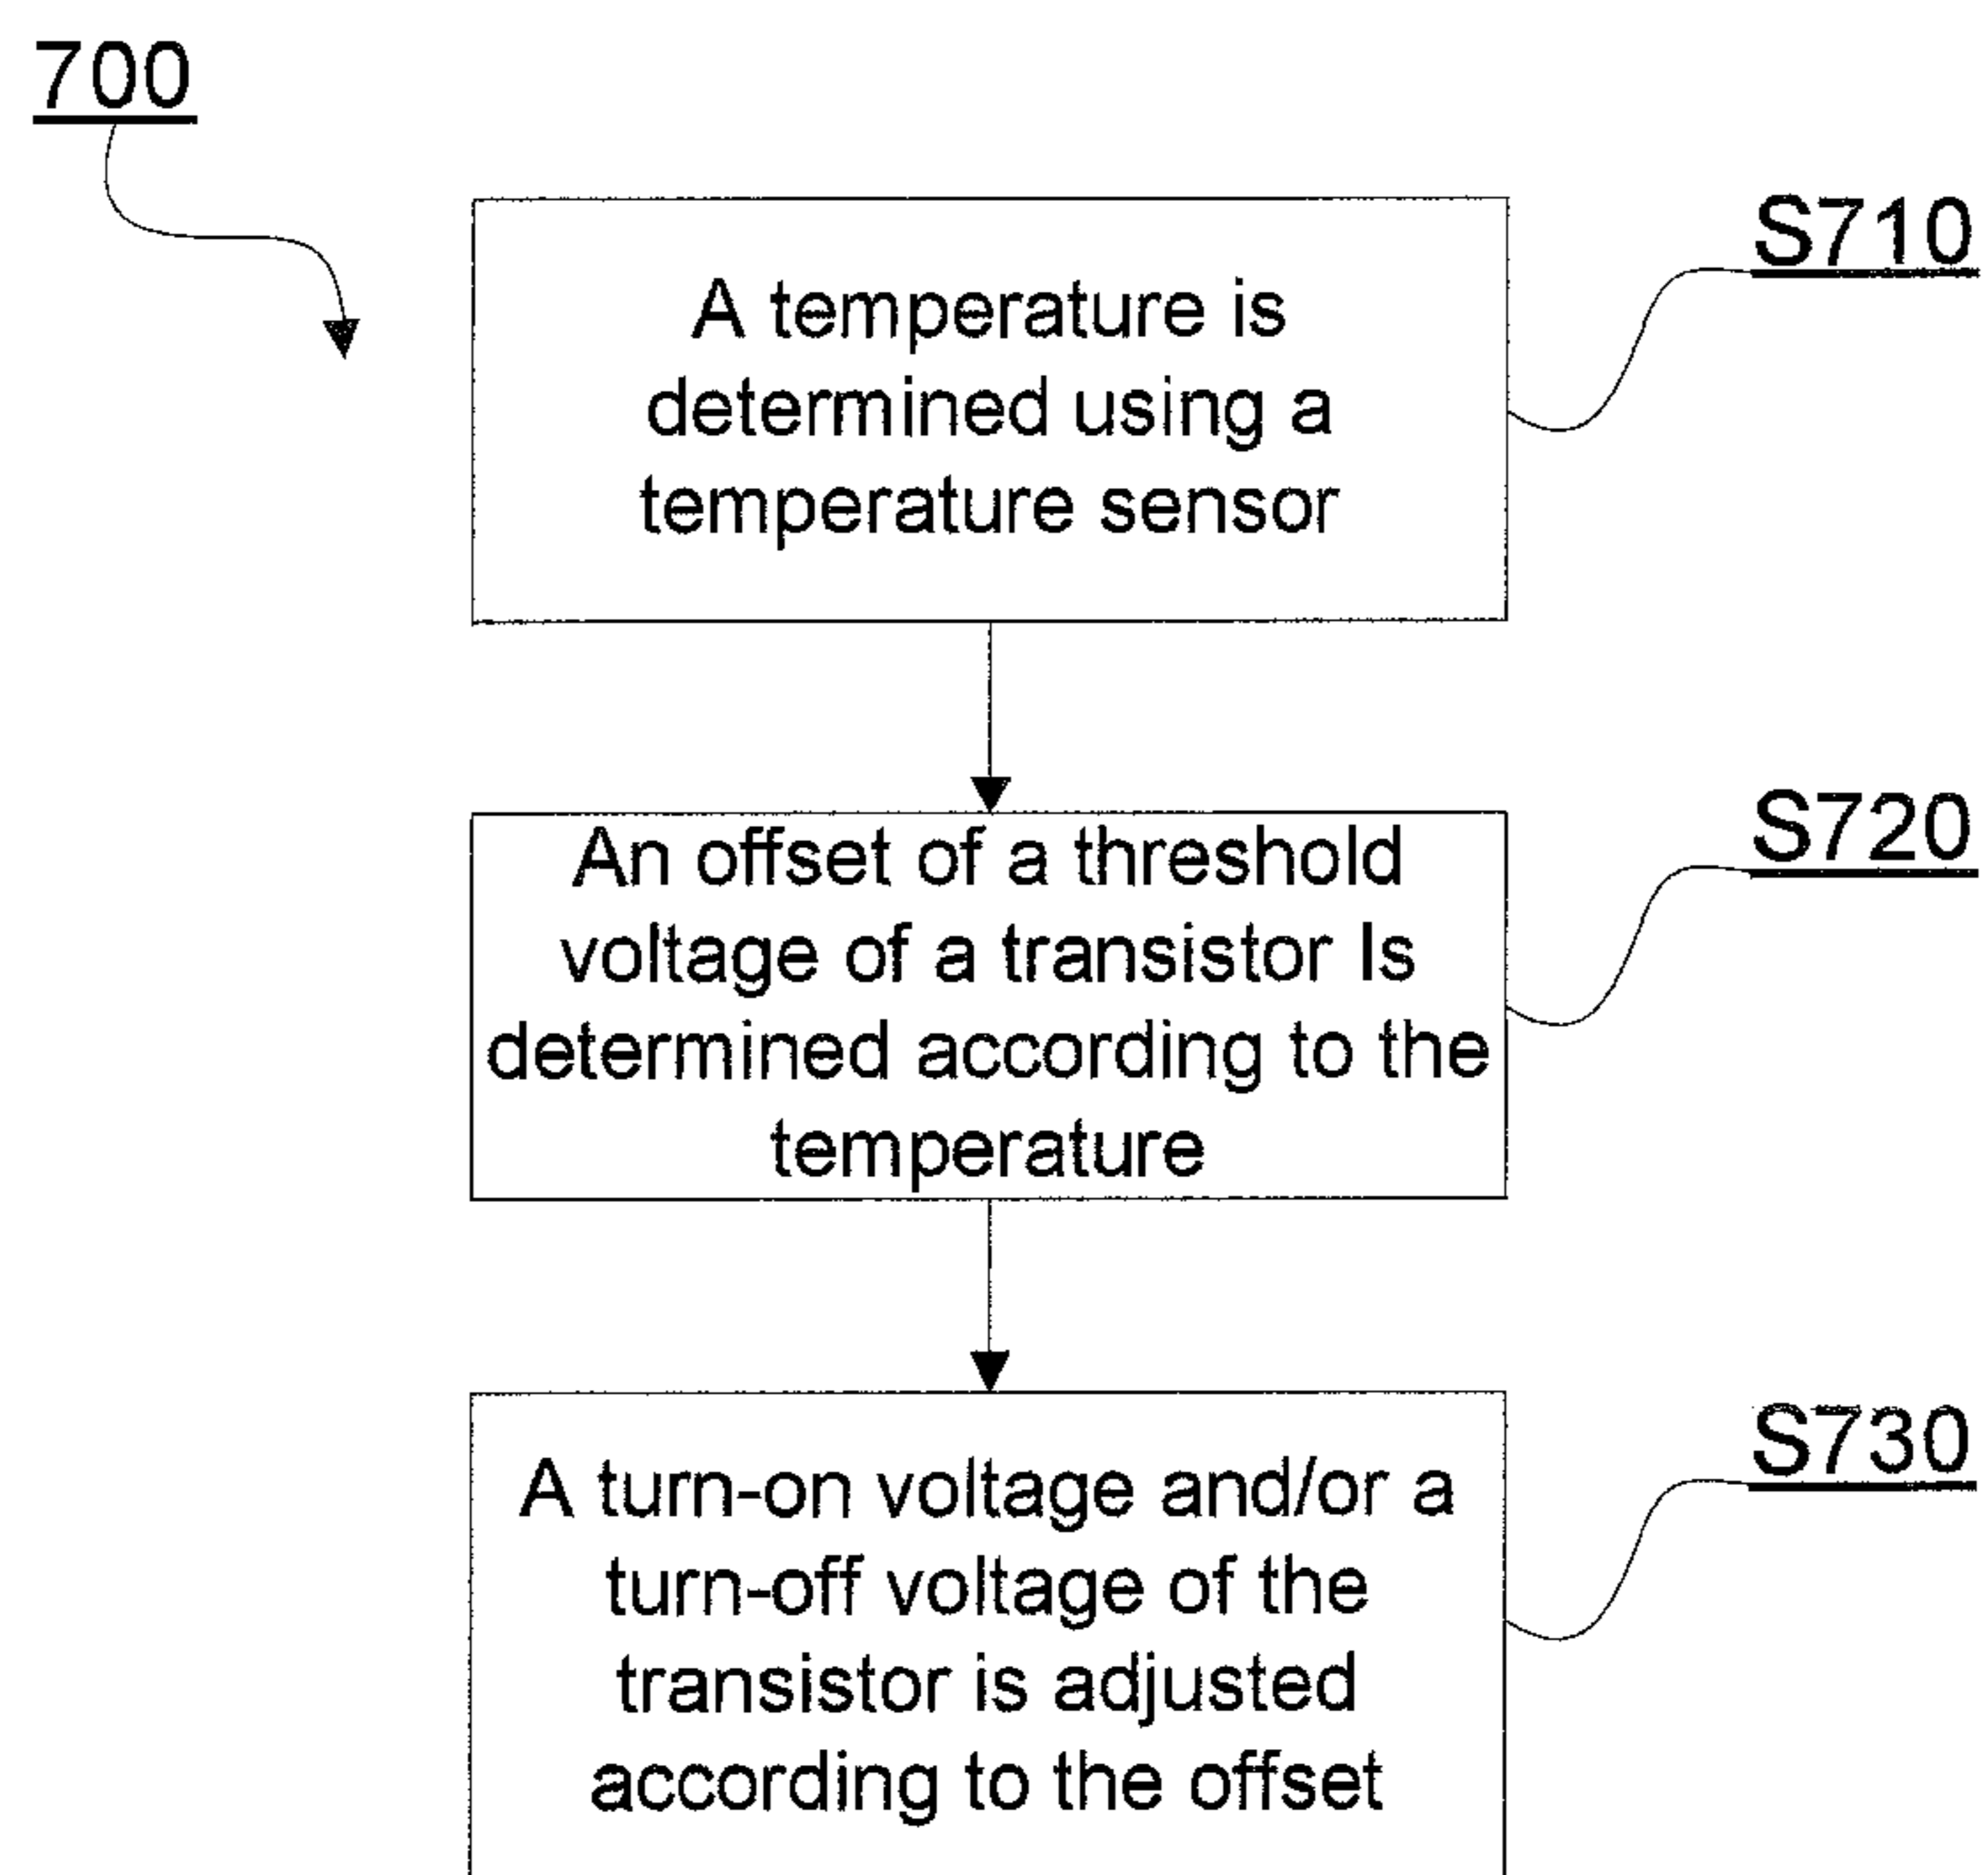 700
S710
A temperature is
determined using a
temperature sensor
S720
An offset of a threshold
voltage of a transistor Is
determined according to the
temperature
S730
A turn-on voltage and/or a
turn-off voltage of the
transistor is adjusted
according to the offset